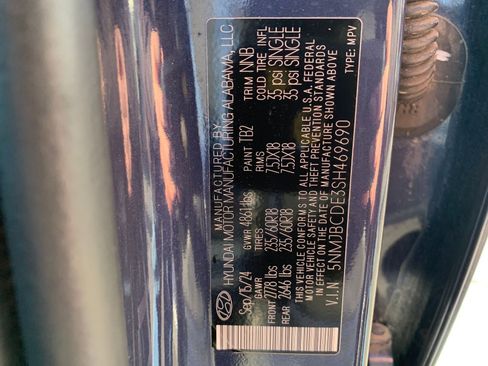 MANUFACTURED BY
HYUNDAI MOTOR MANUFACTURING ALABAMA, LLC
Sep/15/24 GVWR 4861 lbs PAINT TB2 TRIM NNB
GAWR TIRES RIMS COLD TIRE INFL
FRONT 2778 lbs 235/60R18 7.5JX18 35 psi SINGLE
REAR 2646 lbs 235/60R18 7.5JX18 35 psi SINGLE
THIS VEHICLE CONFORMS TO ALL APPLICABLE U.S.A. FEDERAL
MOTOR VEHICLE SAFETY AND THEFT PREVENTION STANDARDS
IN EFFECT ON THE DATE OF MANUFACTURE SHOWN ABOVE.
V.I.N 5NMJBCDE3SH469690 TYPE: MPV